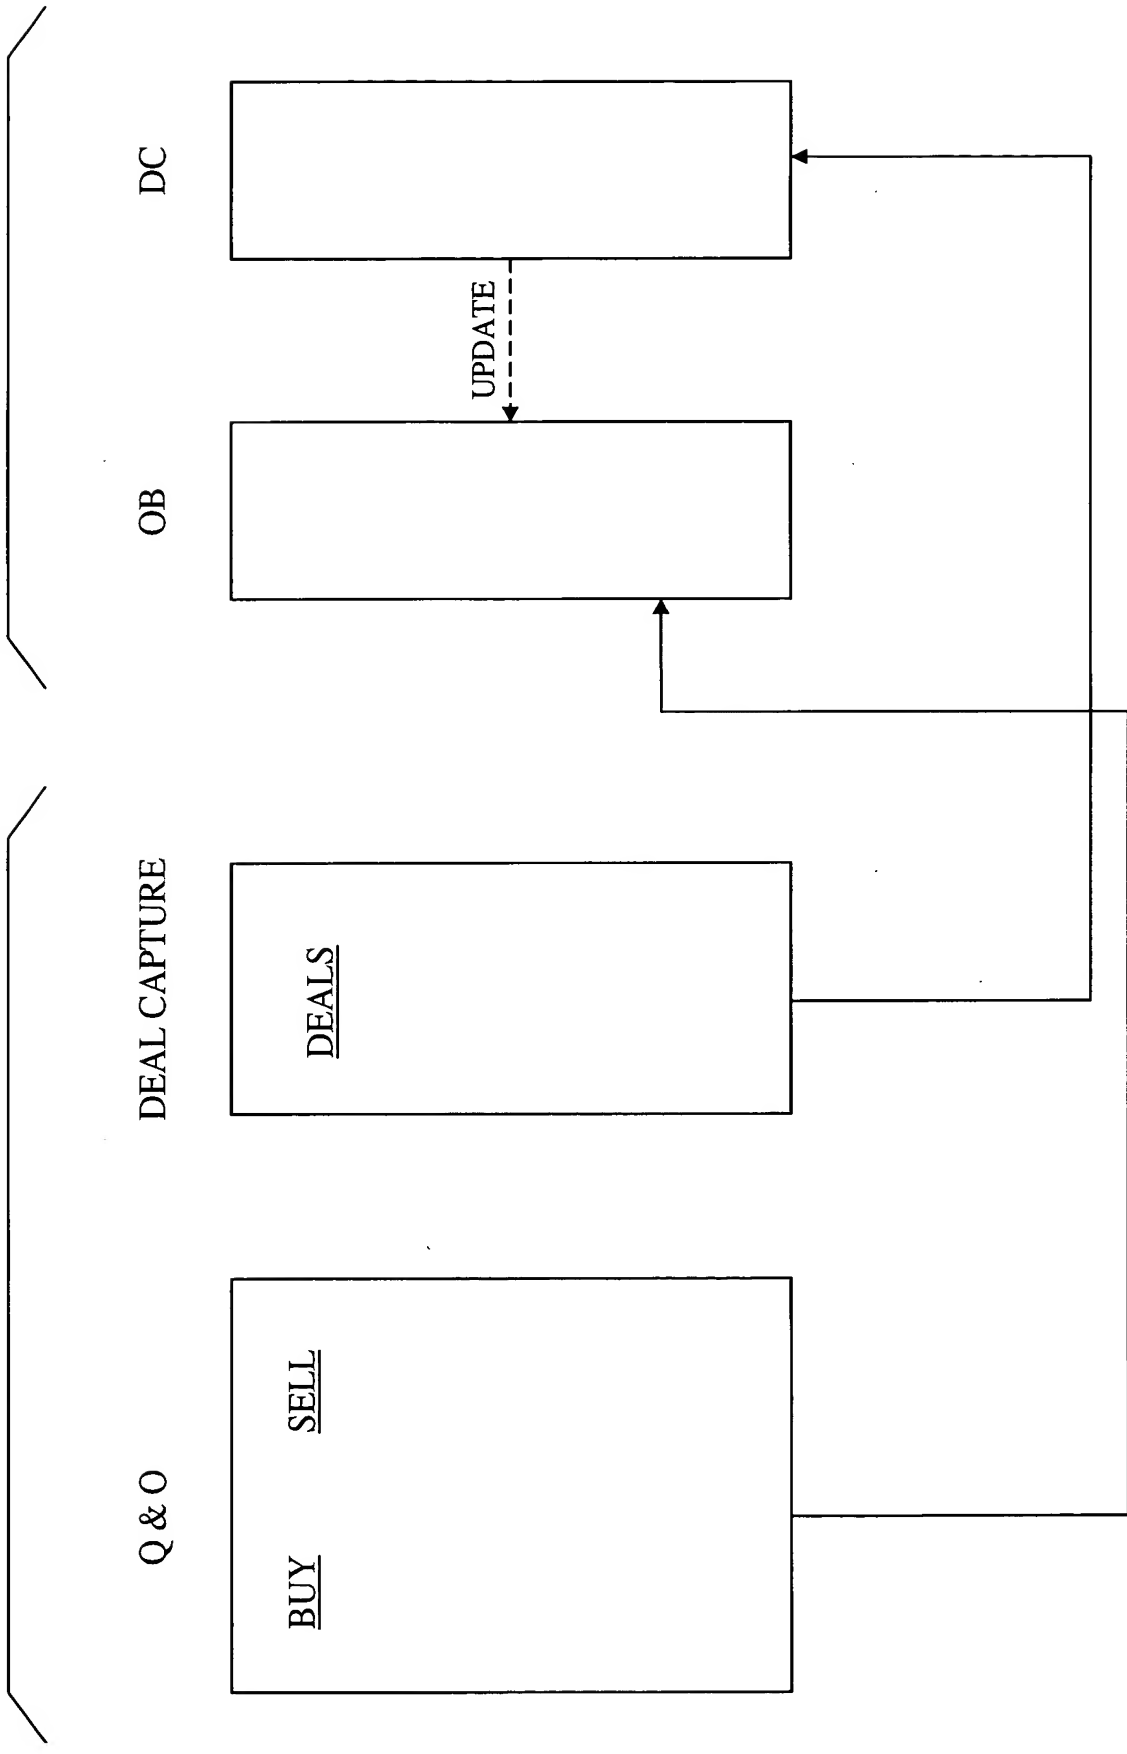 Q & O
DEAL CAPTURE
OB
DC
BUY
SELL
DEALS
UPDATE